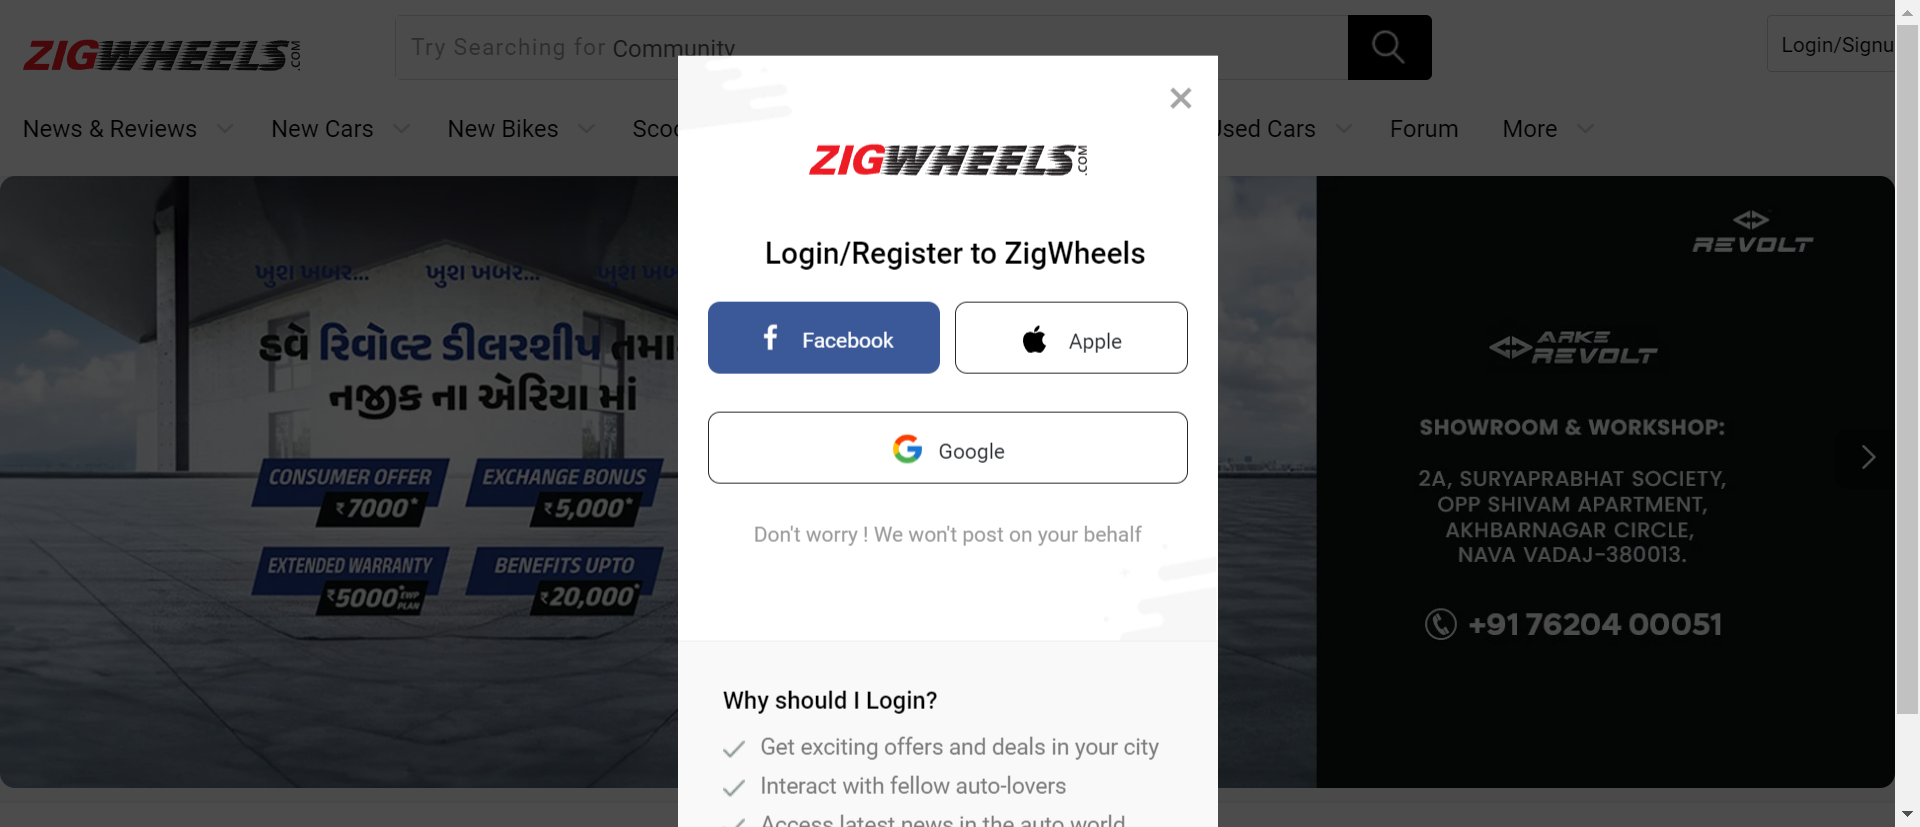 ZIGWHEELS.COM
Try Searching for Community
Login/Signu
News & Reviews New Cars New Bikes Scoo Used Cars Forum More
ZIGWHEELS.COM
Login/Register to ZigWheels
Facebook Apple
Google
Don't worry ! We won't post on your behalf
Why should I Login?
Get exciting offers and deals in your city
Interact with fellow auto-lovers
Access latest news in the auto world
ખુશ ખબર... ખુશ ખબર... ખુશ ખબ
હવે રિવોલ્ટ ડીલરશીપ તમા
નજીક ના એરિયા માં
CONSUMER OFFER
₹7000*
EXCHANGE BONUS
₹5,000*
EXTENDED WARRANTY
₹5000* EWP PLAN
BENEFITS UPTO
₹20,000*
REVOLT
ARKE
REVOLT
SHOWROOM & WORKSHOP:
2A, SURYAPRABHAT SOCIETY,
OPP SHIVAM APARTMENT,
AKHBARNAGAR CIRCLE,
NAVA VADAJ-380013.
+91 76204 00051